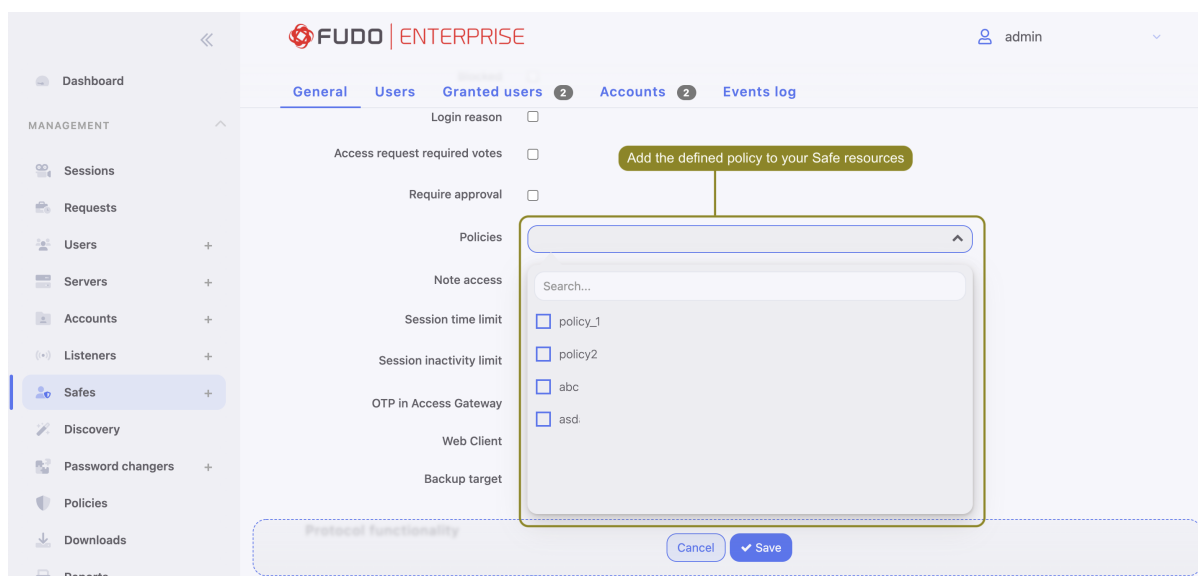 FUDO ENTERPRISE
admin
Dashboard
General Users Granted users 2 Accounts 2 Events log
MANAGEMENT
Login reason
Access request required votes
Add the defined policy to your Safe resources
Sessions
Require approval
Requests
Policies
Users +
Note access
Search...
Servers +
Session time limit
policy_1
Accounts +
Session inactivity limit
policy2
Listeners +
abc
Safes +
OTP in Access Gateway
asd
Discovery
Web Client
Password changers +
Backup target
Policies
Protocol functionality
Downloads
Cancel
Save